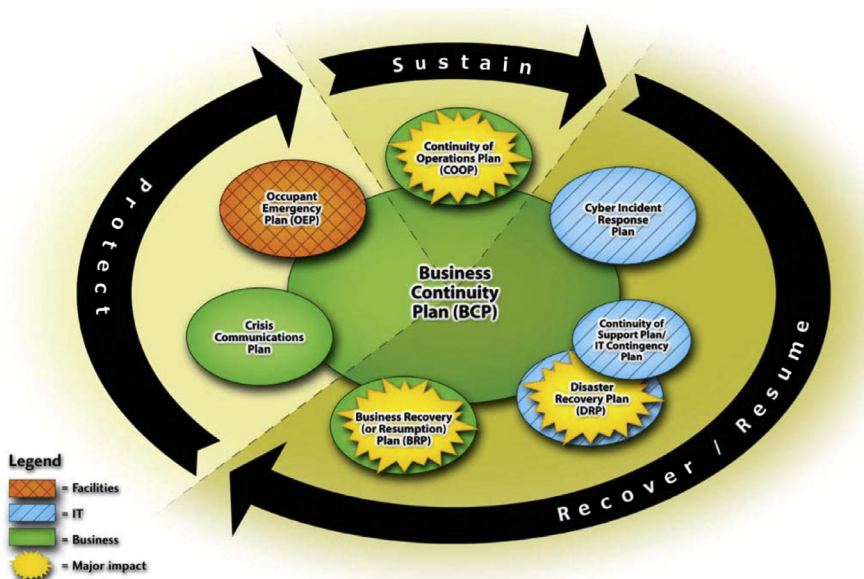 Sustain
Protect
Recover / Resume
Continuity of
Operations Plan
(COOP)
Occupant
Emergency
Plan (OEP)
Cyber Incident
Response
Plan
Business
Continuity
Plan (BCP)
Crisis
Communications
Plan
Continuity of
Support Plan/
IT Contingency
Plan
Disaster
Recovery Plan
(DRP)
Business Recovery
(or Resumption)
Plan (BRP)
Legend
= Facilities
= IT
= Business
= Major impact